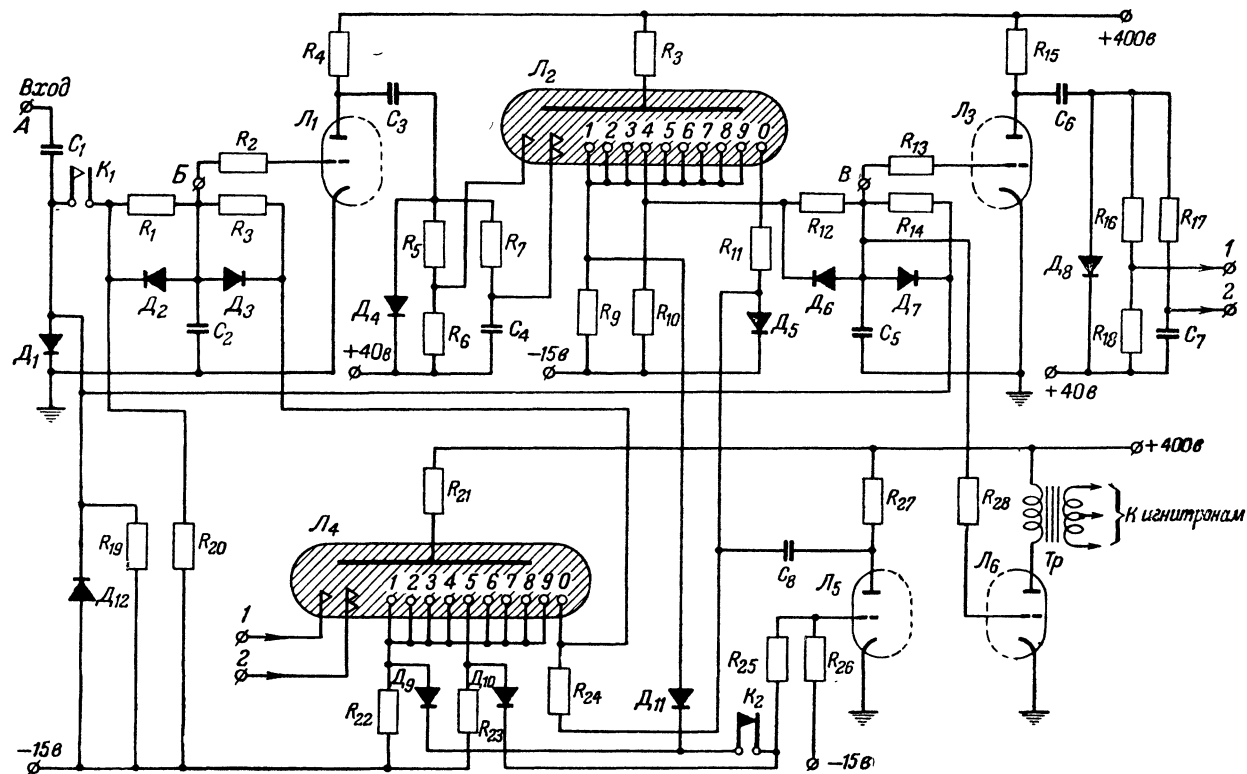 +400в
R4
R3
R15
Л2
Вход
А
Л1
C3
1 2 3 4 5 6 7 8 9 0
Л3
C6
C1
K1
Б
R2
В
R13
R1
R3
R5
R7
R12
R14
R16
R17
R11
1
Д2
Д3
Д4
Д6
Д7
Д8
2
R9
R10
Д5
R18
Д1
C2
R6
C4
C5
C7
+40в
−15в
+40в
+400в
R21
R27
R28
К игнитронам
Л4
R19
R20
Тр
C8
Л5
Л6
1 2 3 4 5 6 7 8 9 0
Д12
1
2
R25
R26
Д9
Д10
R24
Д11
K2
R22
R23
−15в
−15в